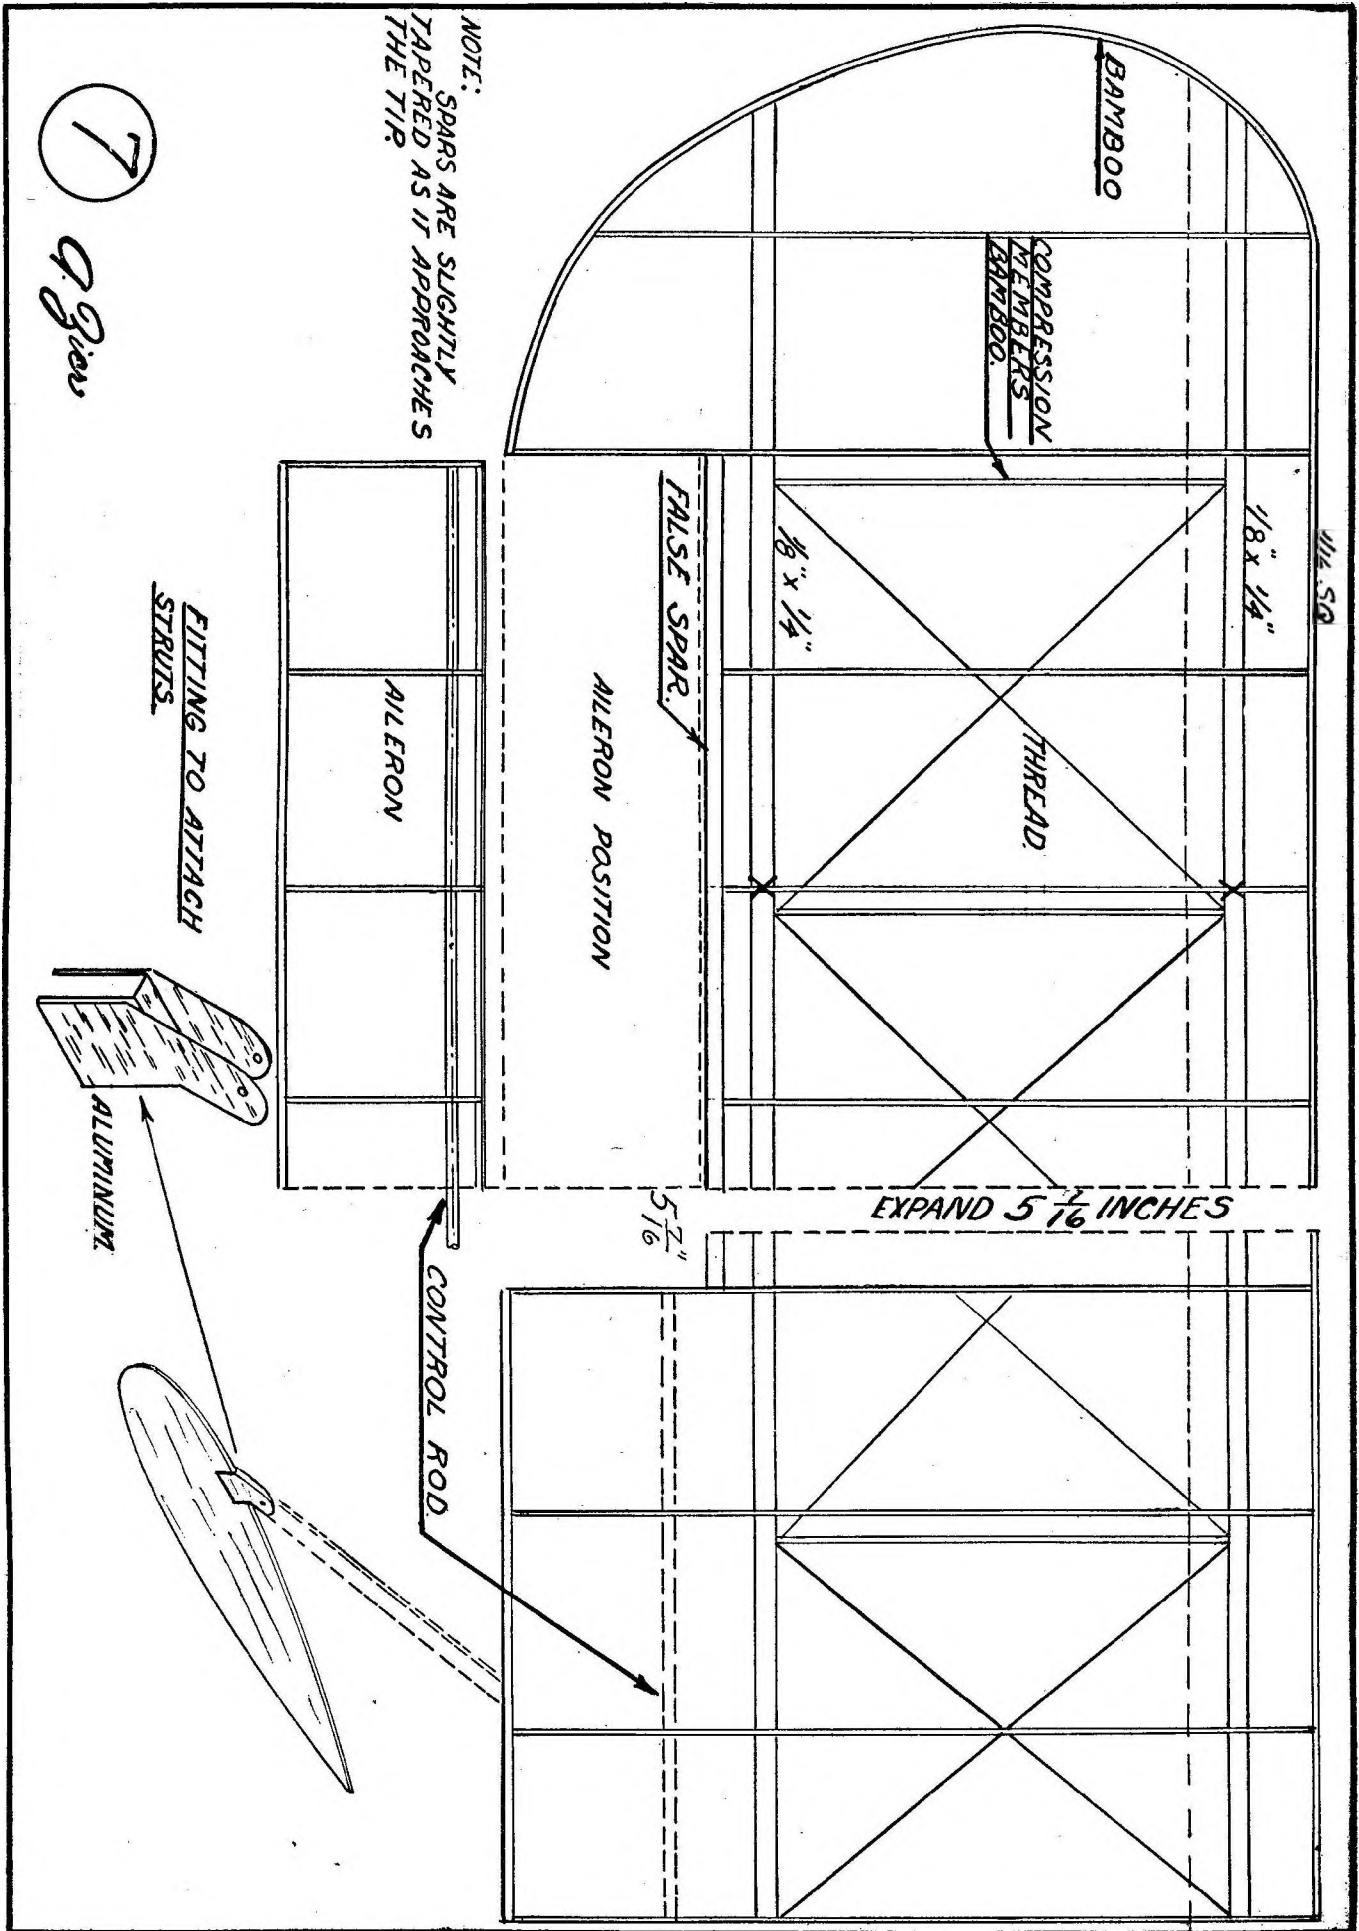 BAMBOO
COMPRESSION
MEMBERS
BAMBOO.
1/16. SQ
1/8" x 1/4"
1/8" x 1/4"
THREAD.
FALSE SPAR.
AILERON POSITION
AILERON
NOTE:
SPARS ARE SLIGHTLY
TAPERED AS IT APPROACHES
THE TIP.
EXPAND 5 7/16 INCHES
5 7/16"
CONTROL ROD.
FITTING TO ATTACH
STRUTS.
ALUMINUM.
7